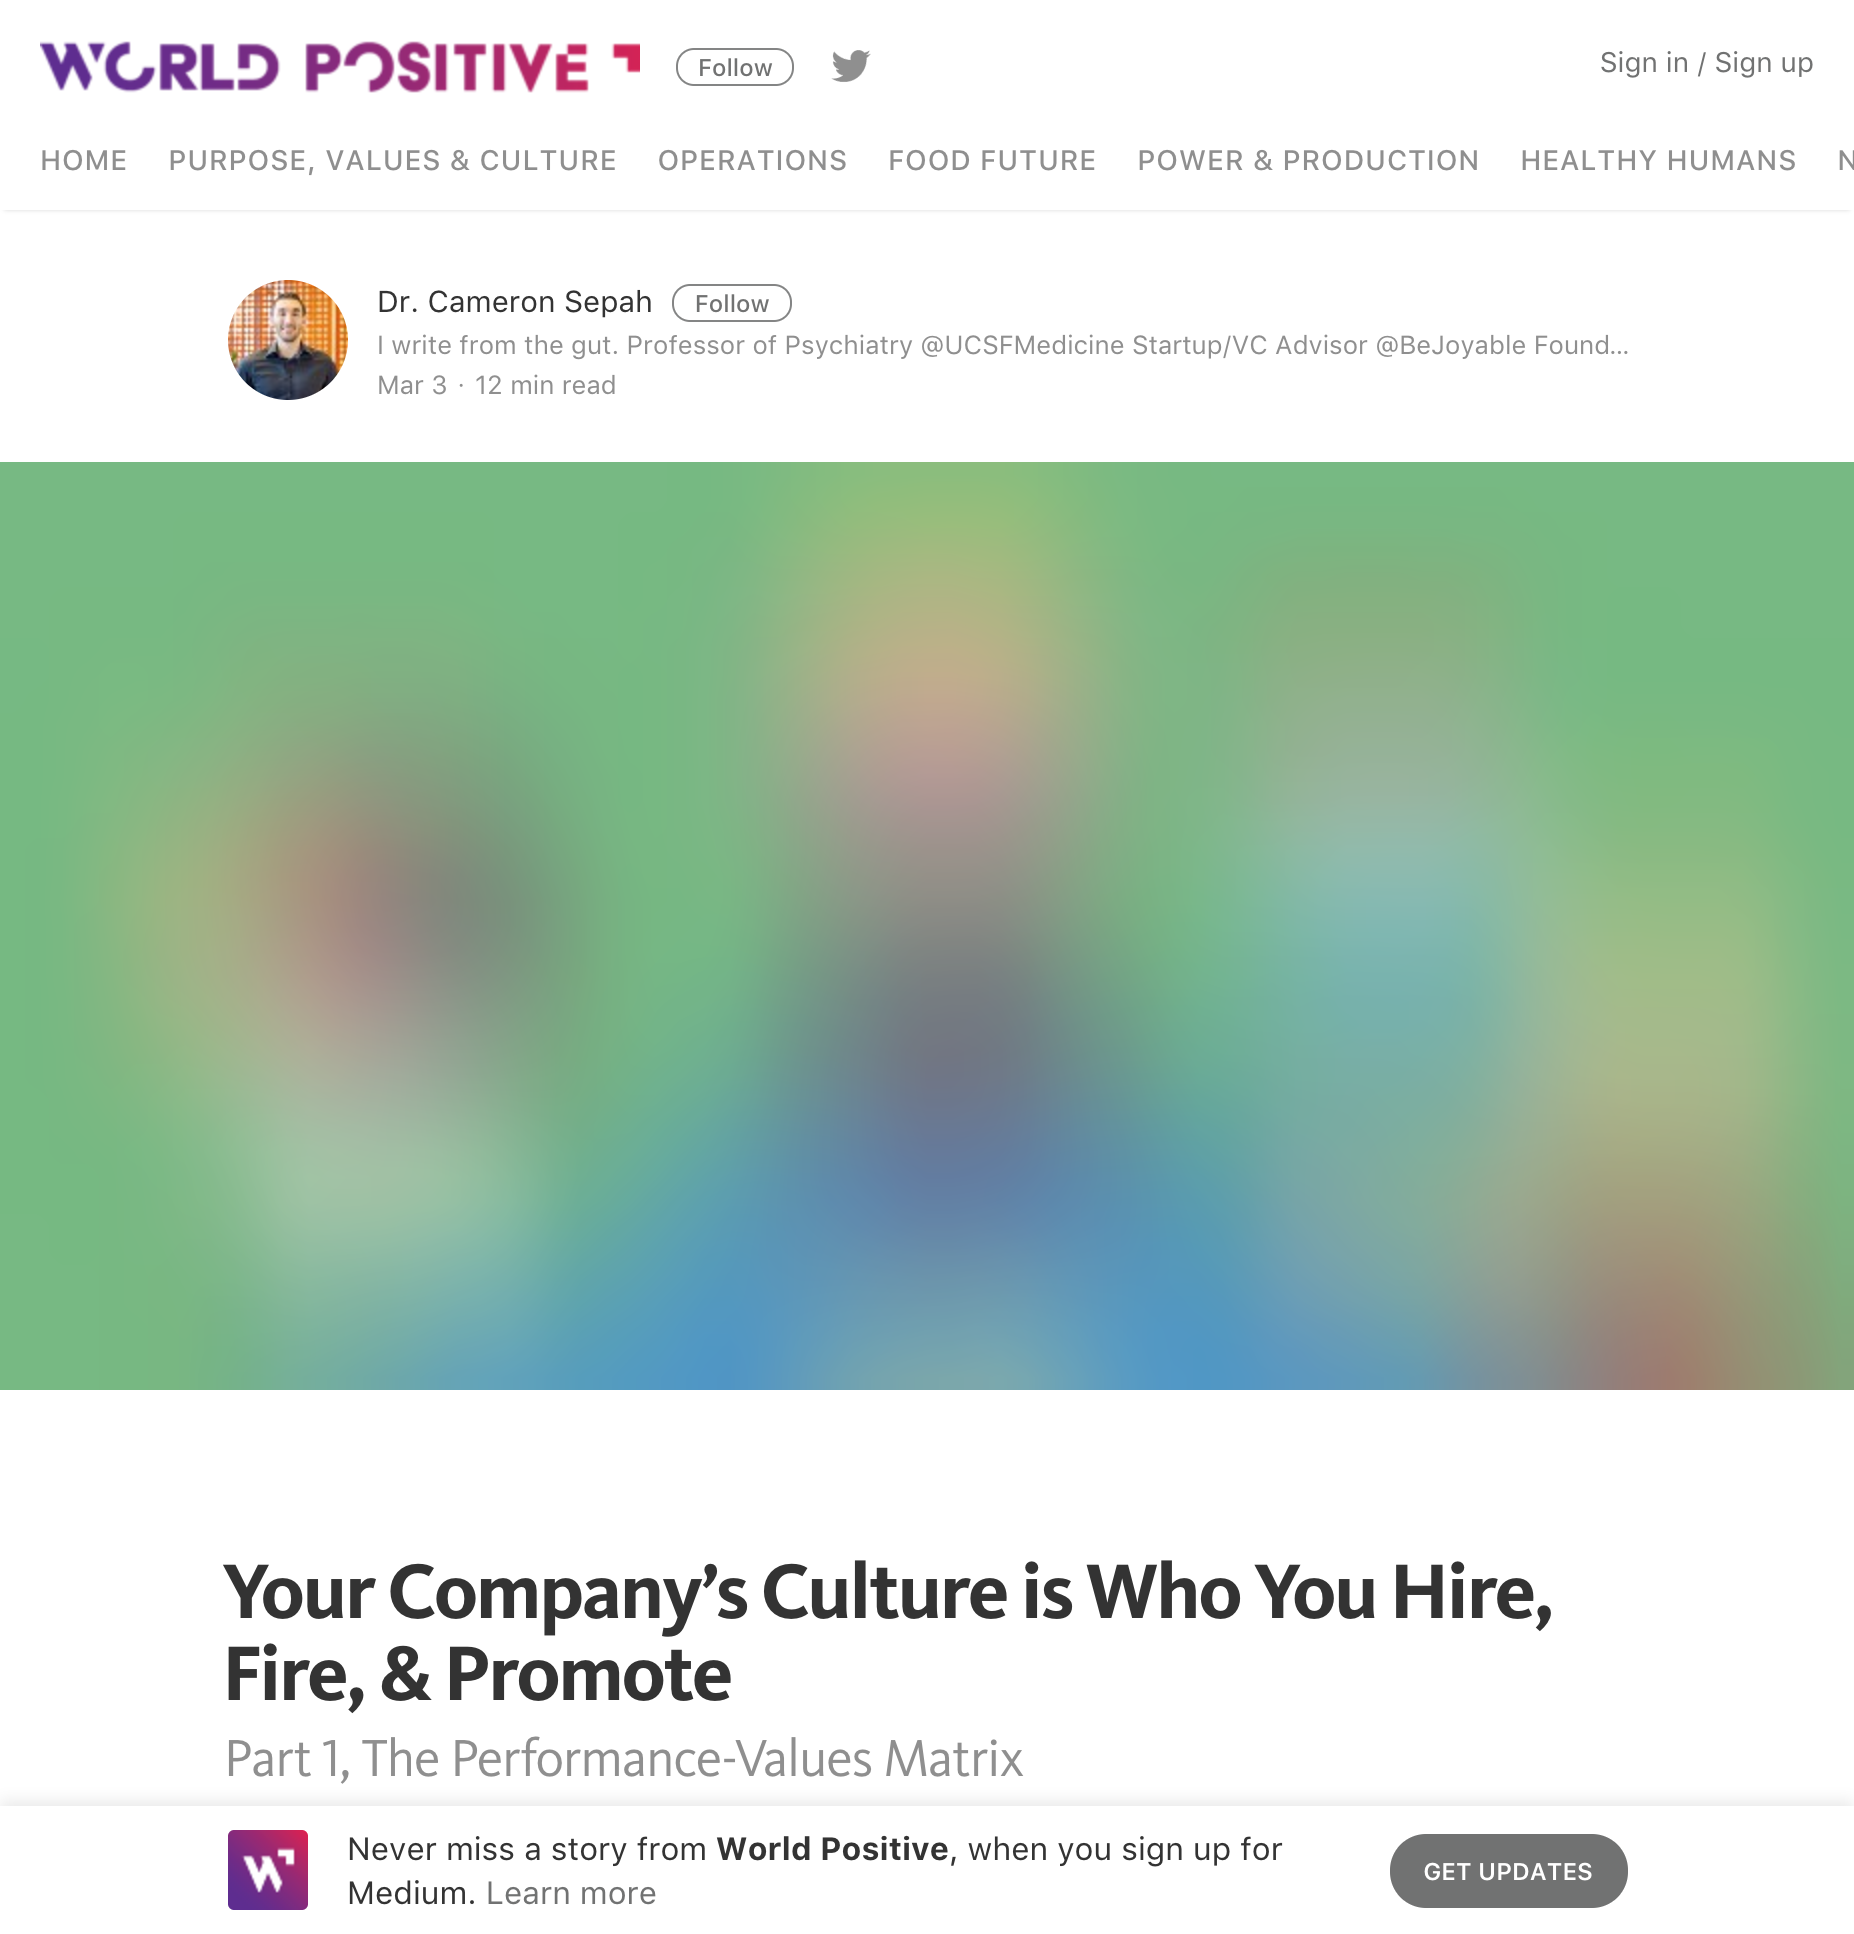 WORLD POSITIVE
Follow
Sign in / Sign up
HOME PURPOSE, VALUES & CULTURE OPERATIONS FOOD FUTURE POWER & PRODUCTION HEALTHY HUMANS N
Dr. Cameron Sepah Follow
I write from the gut. Professor of Psychiatry @UCSFMedicine Startup/VC Advisor @BeJoyable Found...
Mar 3 · 12 min read
Your Company’s Culture is Who You Hire,
Fire, & Promote
Part 1, The Performance-Values Matrix
W
Never miss a story from World Positive, when you sign up for
Medium. Learn more
GET UPDATES